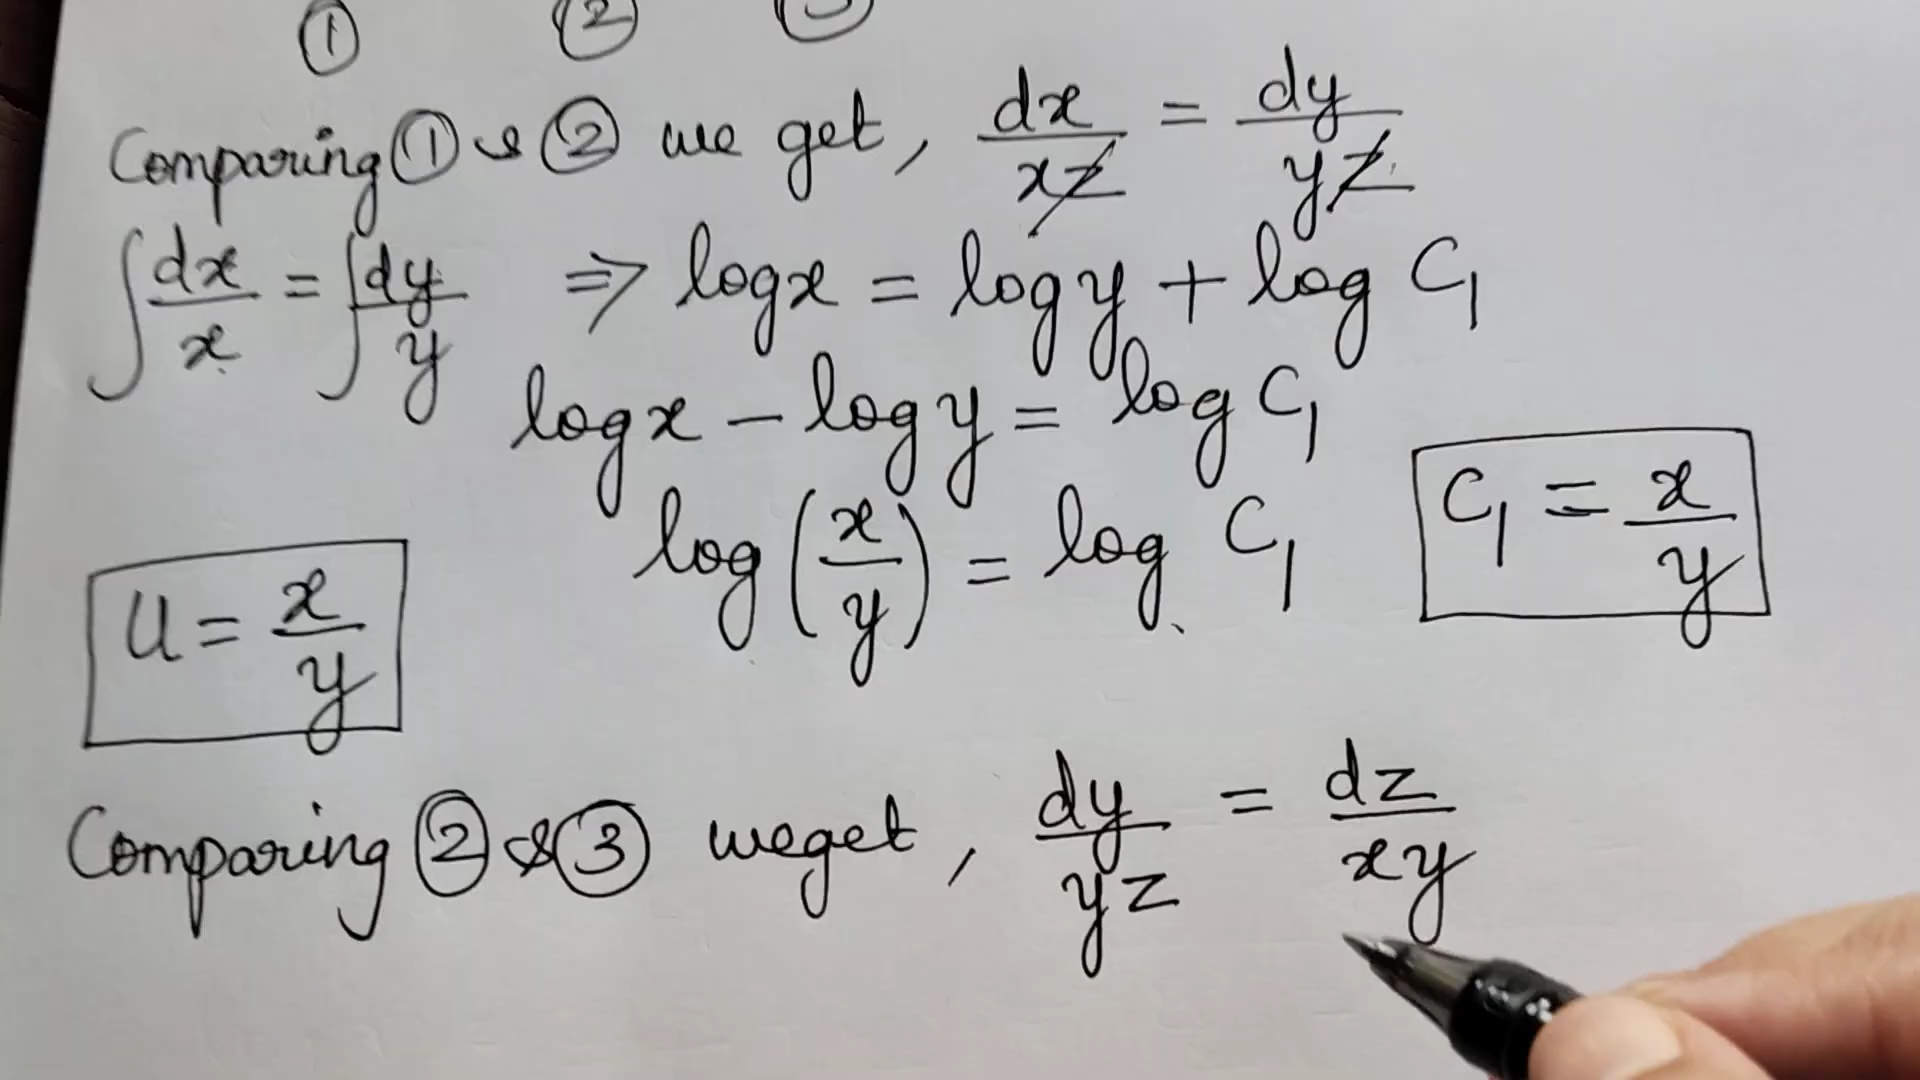 ① ② ③
Comparing ① & ② we get, dx/xz = dy/yz
∫dx/x = ∫dy/y ⇒ log x = log y + log C₁
log x − log y = log C₁
log (x/y) = log C₁
C₁ = x/y
u = x/y
Comparing ② & ③ we get, dy/yz = dz/xy